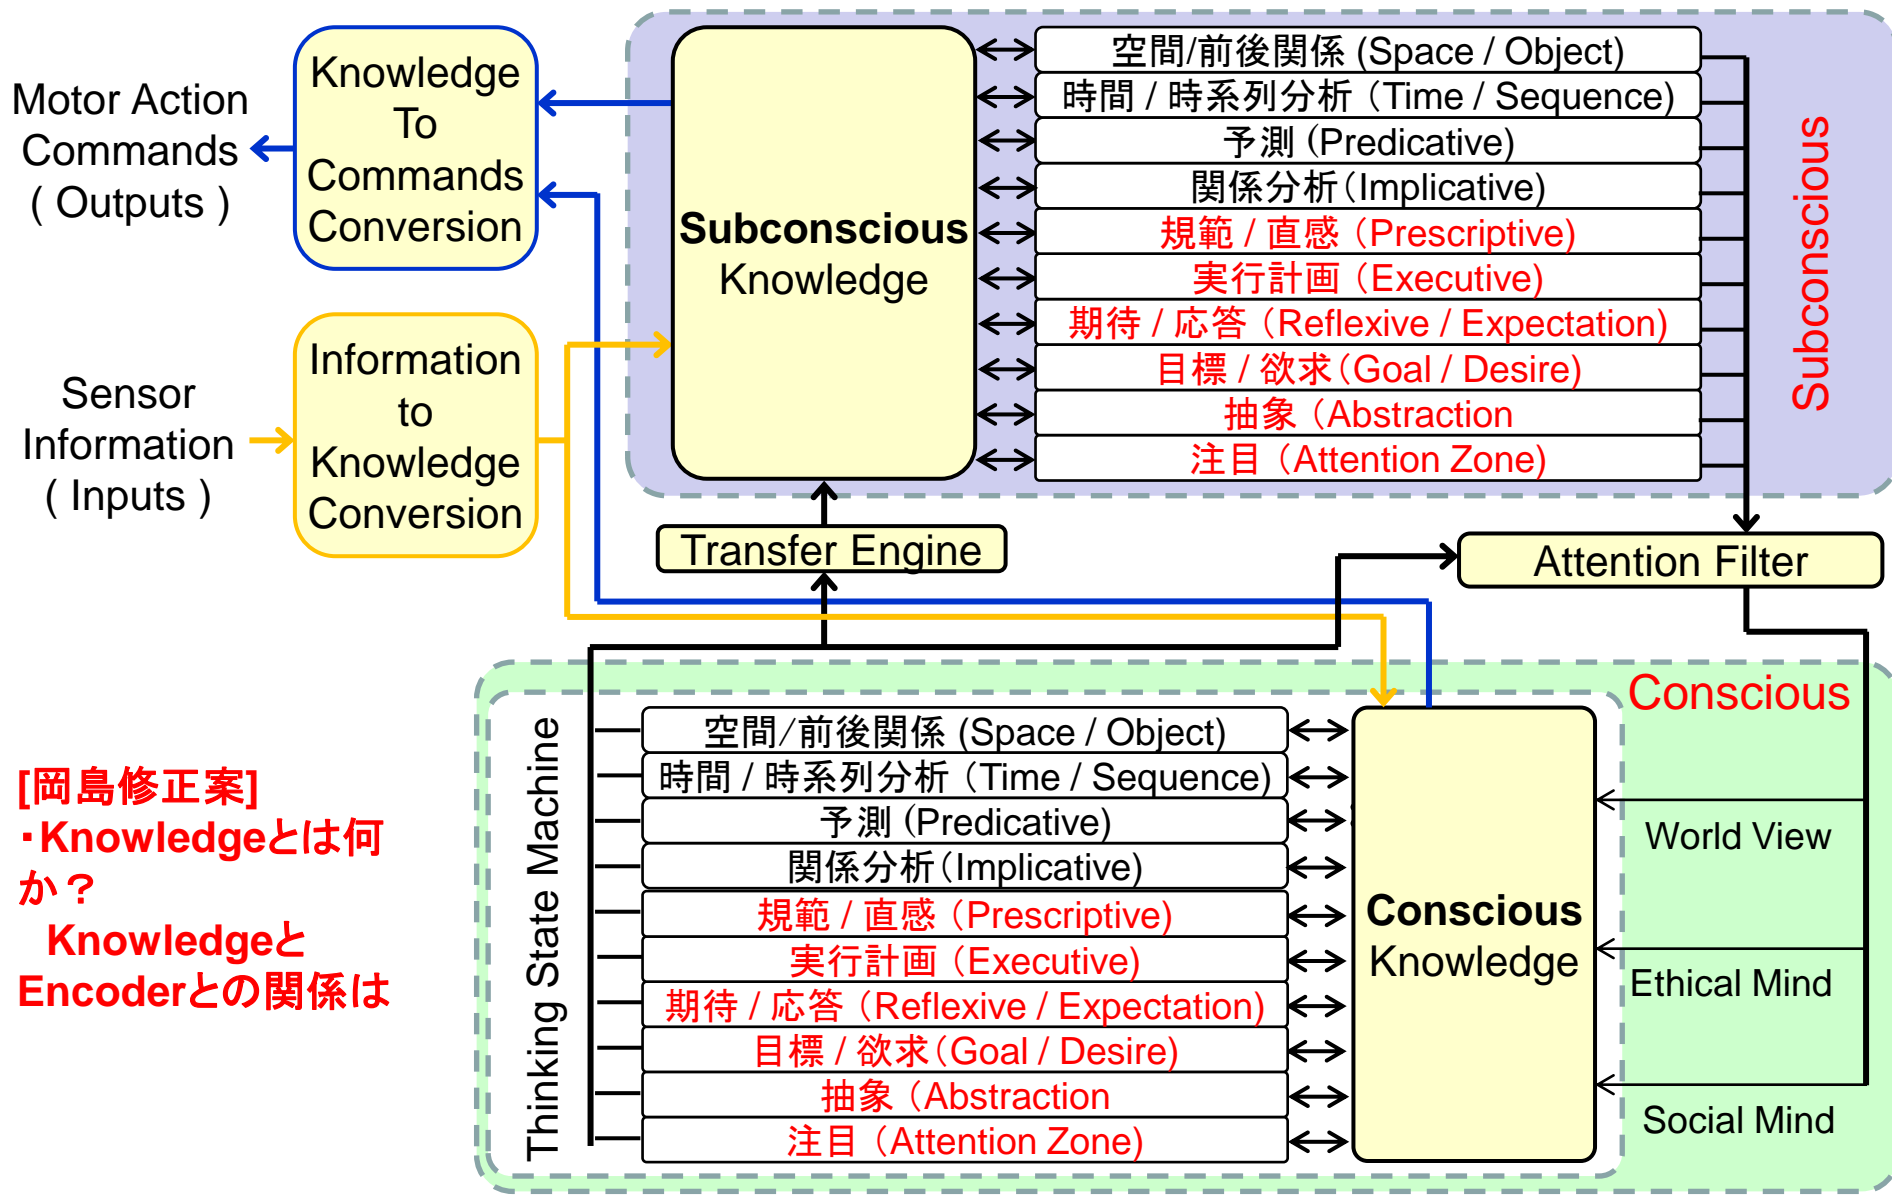 Motor Action
Commands
( Outputs )
Knowledge
To
Commands
Conversion
Sensor
Information
( Inputs )
Information
to
Knowledge
Conversion
Subconscious
Knowledge
空間/前後関係 (Space / Object)
時間 / 時系列分析 (Time / Sequence)
予測 (Predicative)
関係分析(Implicative)
規範 / 直感 (Prescriptive)
実行計画 (Executive)
期待 / 応答 (Reflexive / Expectation)
目標 / 欲求(Goal / Desire)
抽象 (Abstraction
注目 (Attention Zone)
Subconscious
Transfer Engine
Attention Filter
Conscious
Thinking State Machine
空間/前後関係 (Space / Object)
時間 / 時系列分析 (Time / Sequence)
予測 (Predicative)
関係分析(Implicative)
規範 / 直感 (Prescriptive)
実行計画 (Executive)
期待 / 応答 (Reflexive / Expectation)
目標 / 欲求(Goal / Desire)
抽象 (Abstraction
注目 (Attention Zone)
Conscious
Knowledge
World View
Ethical Mind
Social Mind
[岡島修正案]
・Knowledgeとは何
か？
Knowledgeと
Encoderとの関係は